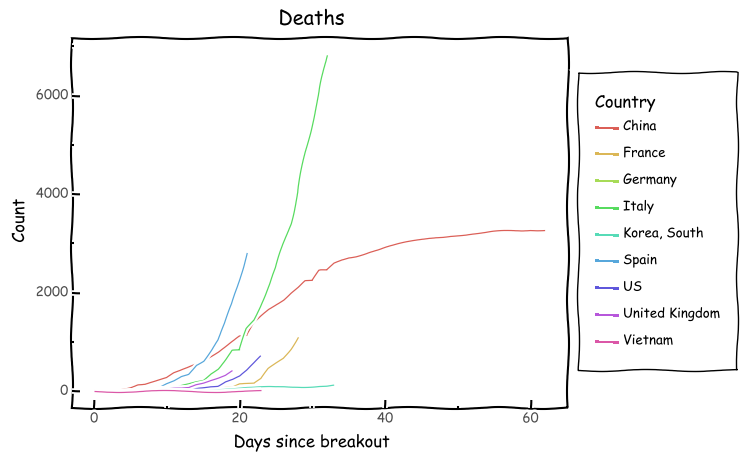 Deaths
6000
4000
2000
0
Count
0
20
40
60
Days since breakout
Country
China
France
Germany
Italy
Korea, South
Spain
US
United Kingdom
Vietnam